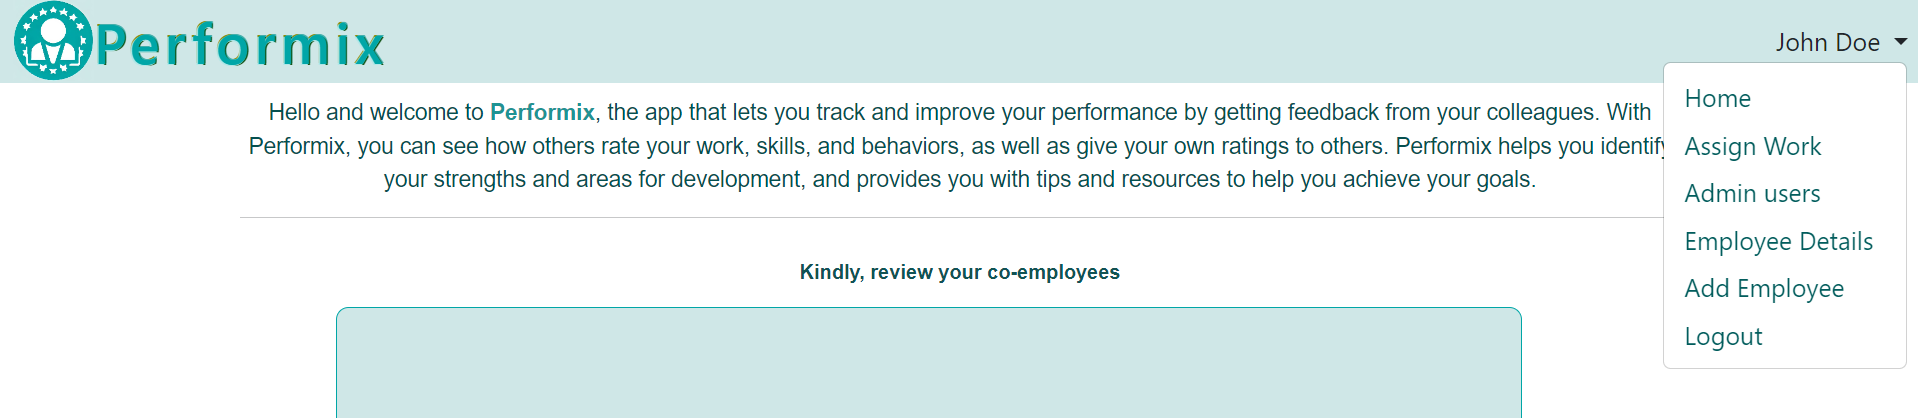 Performix
John Doe
Hello and welcome to Performix, the app that lets you track and improve your performance by getting feedback from your colleagues. With
Performix, you can see how others rate your work, skills, and behaviors, as well as give your own ratings to others. Performix helps you identify
your strengths and areas for development, and provides you with tips and resources to help you achieve your goals.
Kindly, review your co-employees
Home
Assign Work
Admin users
Employee Details
Add Employee
Logout